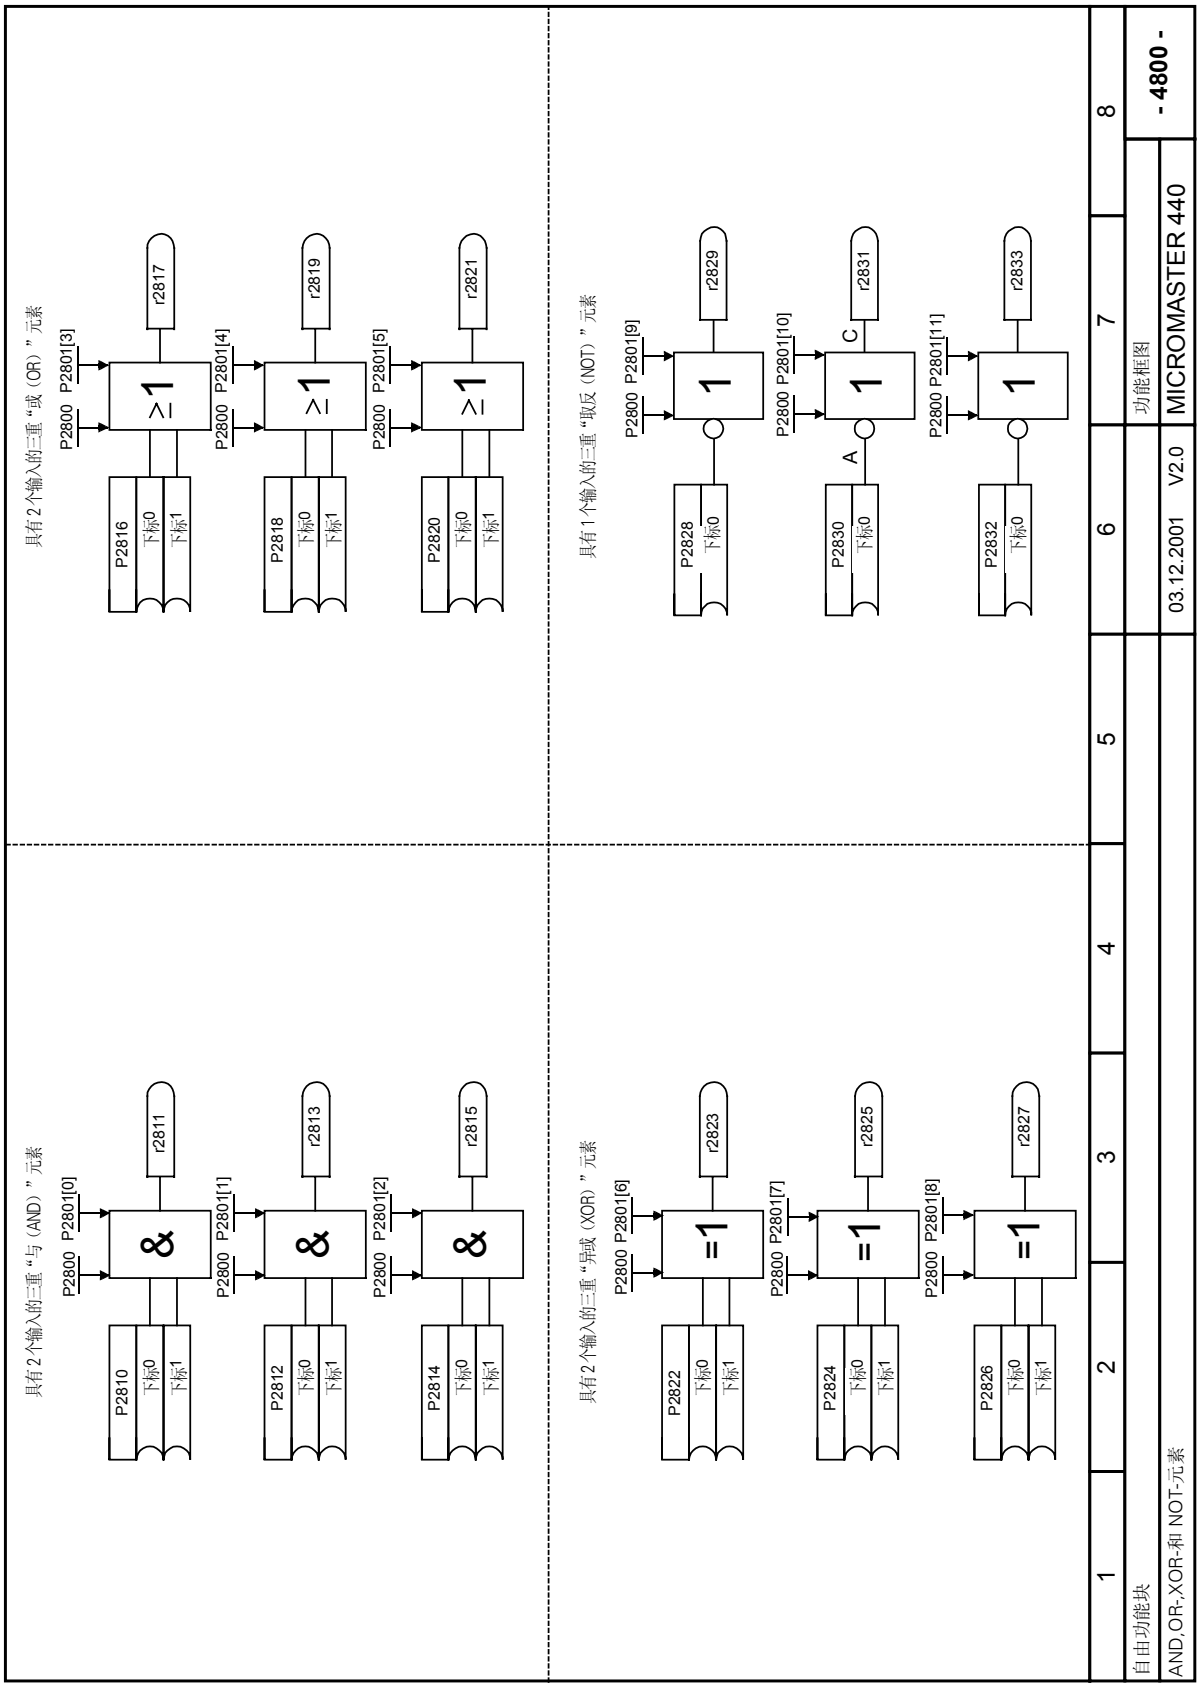 具有 2 个输入的三重“与 (AND) ”元素
P2800 P2801[0]
P2810
下标0
下标1
&
r2811
P2800 P2801[1]
P2812
下标0
下标1
&
r2813
P2800 P2801[2]
P2814
下标0
下标1
&
r2815
具有 2 个输入的三重“或 (OR) ”元素
P2800 P2801[3]
P2816
下标0
下标1
≥1
r2817
P2800 P2801[4]
P2818
下标0
下标1
≥1
r2819
P2800 P2801[5]
P2820
下标0
下标1
≥1
r2821
具有 2 个输入的三重“异或 (XOR) ”元素
P2800 P2801[6]
P2822
下标0
下标1
=1
r2823
P2800 P2801[7]
P2824
下标0
下标1
=1
r2825
P2800 P2801[8]
P2826
下标0
下标1
=1
r2827
具有 1 个输入的三重“取反 (NOT) ”元素
P2800 P2801[9]
P2828
下标0
1
r2829
P2800 P2801[10]
P2830
下标0
A
1
C
r2831
P2800 P2801[11]
P2832
下标0
1
r2833
1 2 3 4 5 6 7 8
自由功能块
功能框图
- 4800 -
AND,OR-,XOR-和 NOT-元素
03.12.2001 V2.0
MICROMASTER 440